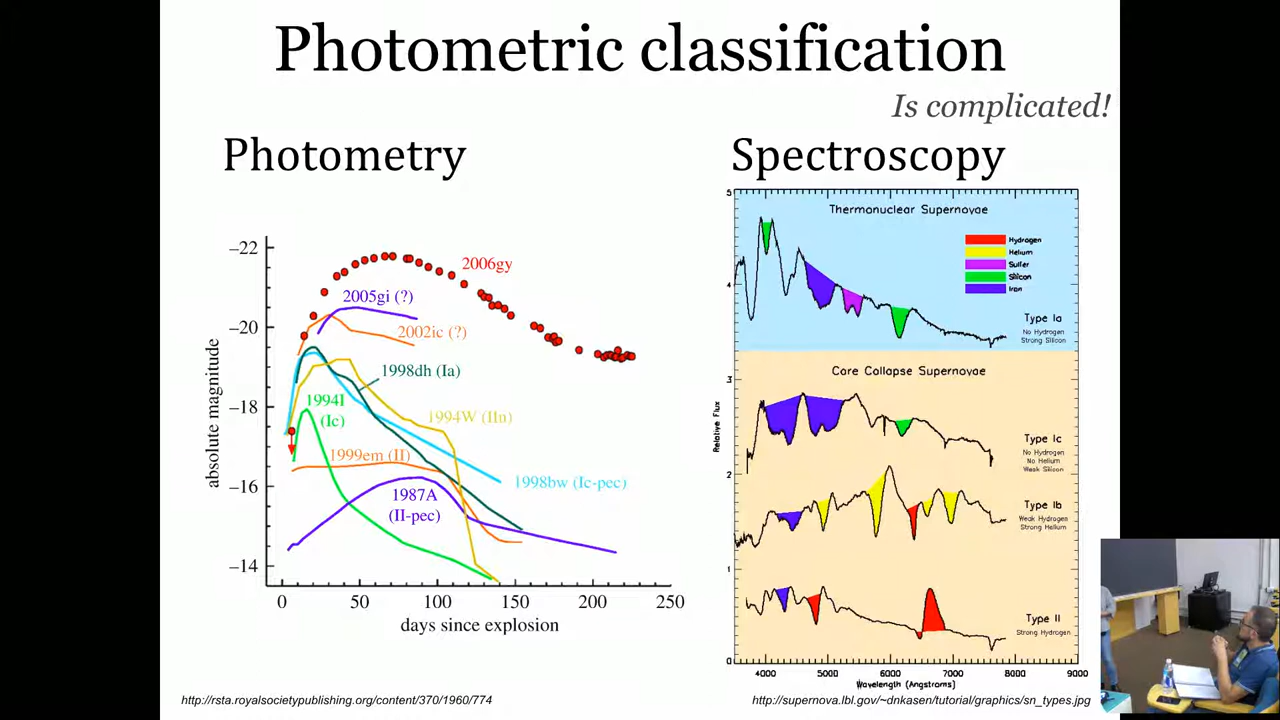 Photometric classification
Is complicated!
Photometry
Spectroscopy
−22
−20
−18
−16
−14
absolute magnitude
2006gy
2005gi (?)
2002ic (?)
1998dh (Ia)
1994I
(Ic)
1994W (IIn)
1999em (II)
1987A
(II-pec)
1998bw (Ic-pec)
0
50
100
150
200
250
days since explosion
5
4
3
2
1
0
Relative Flux
Thermonuclear Supernovae
Hydrogen
Helium
Sulfer
Silicon
Iron
Type Ia
No Hydrogen
Strong Silicon
Core Collapse Supernovae
Type Ic
No Hydrogen
No Helium
Weak Silicon
Type Ib
Weak Hydrogen
Strong Helium
Type II
Strong Hydrogen
4000
5000
6000
7000
8000
9000
Wavelength (Angstroms)
http://rsta.royalsocietypublishing.org/content/370/1960/774
http://supernova.lbl.gov/~dnkasen/tutorial/graphics/sn_types.jpg